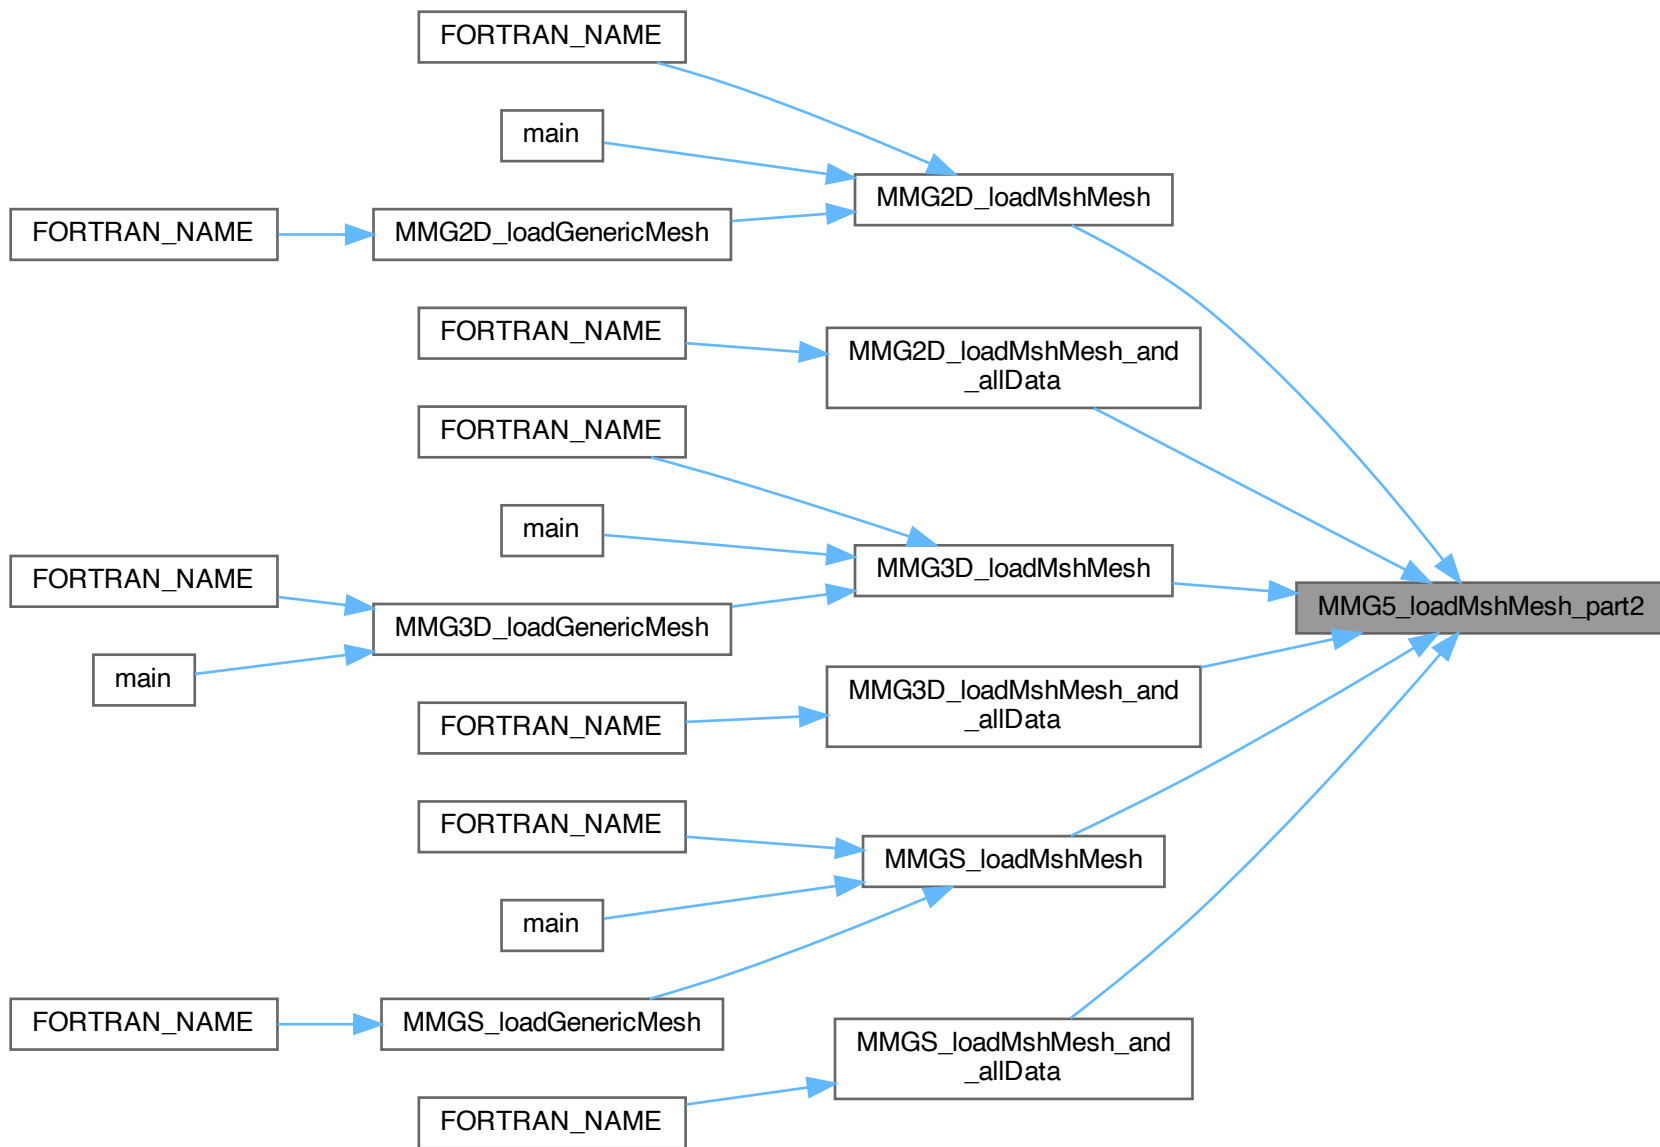 FORTRAN_NAME
main
MMG2D_loadMshMesh
FORTRAN_NAME
MMG2D_loadGenericMesh
FORTRAN_NAME
MMG2D_loadMshMesh_and
_allData
FORTRAN_NAME
main
MMG3D_loadMshMesh
FORTRAN_NAME
MMG5_loadMshMesh_part2
MMG3D_loadGenericMesh
main
MMG3D_loadMshMesh_and
_allData
FORTRAN_NAME
FORTRAN_NAME
MMGS_loadMshMesh
main
FORTRAN_NAME
MMGS_loadGenericMesh
MMGS_loadMshMesh_and
_allData
FORTRAN_NAME